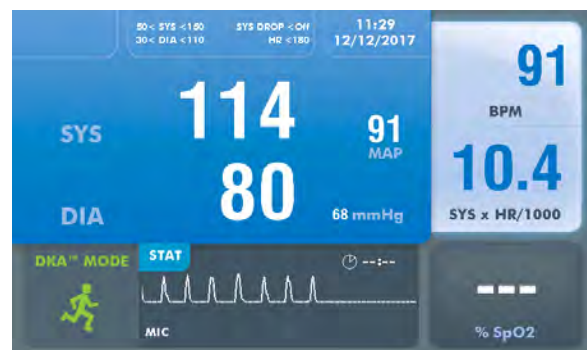 50< SYS <180 SYS DROP <Off 11:29
30< DIA <110 HR <180 12/12/2017
91
BPM
SYS 114 91
MAP
10.4
SYS x HR/1000
DIA 80 68 mmHg
DKA™ MODE STAT --:--
MIC
---
% SpO2